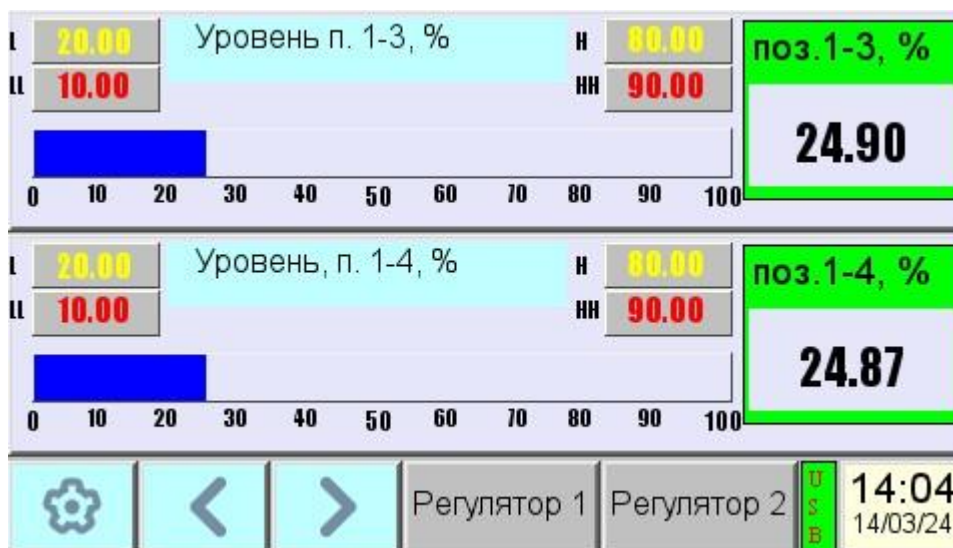 L 20.00 Уровень п. 1-3, % H 80.00 поз.1-3, %
LL 10.00 HH 90.00
24.90
0 10 20 30 40 50 60 70 80 90 100
L 20.00 Уровень, п. 1-4, % H 80.00 поз.1-4, %
LL 10.00 HH 90.00
24.87
0 10 20 30 40 50 60 70 80 90 100
Регулятор 1 Регулятор 2 USB 14:04
14/03/24